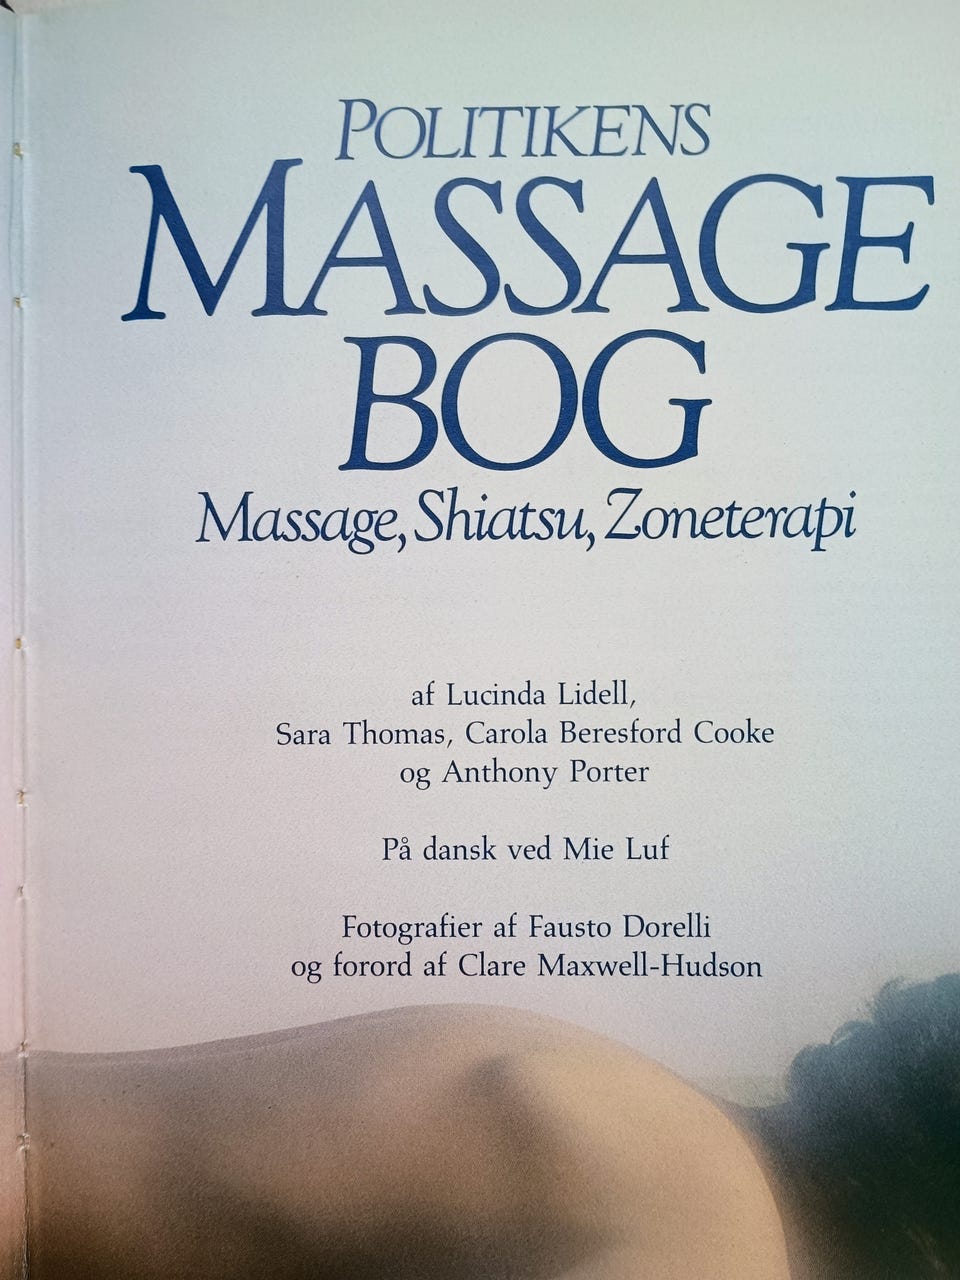 POLITIKENS
MASSAGE
BOG
Massage, Shiatsu, Zoneterapi
af Lucinda Lidell,
Sara Thomas, Carola Beresford Cooke
og Anthony Porter
På dansk ved Mie Luf
Fotografier af Fausto Dorelli
og forord af Clare Maxwell-Hudson